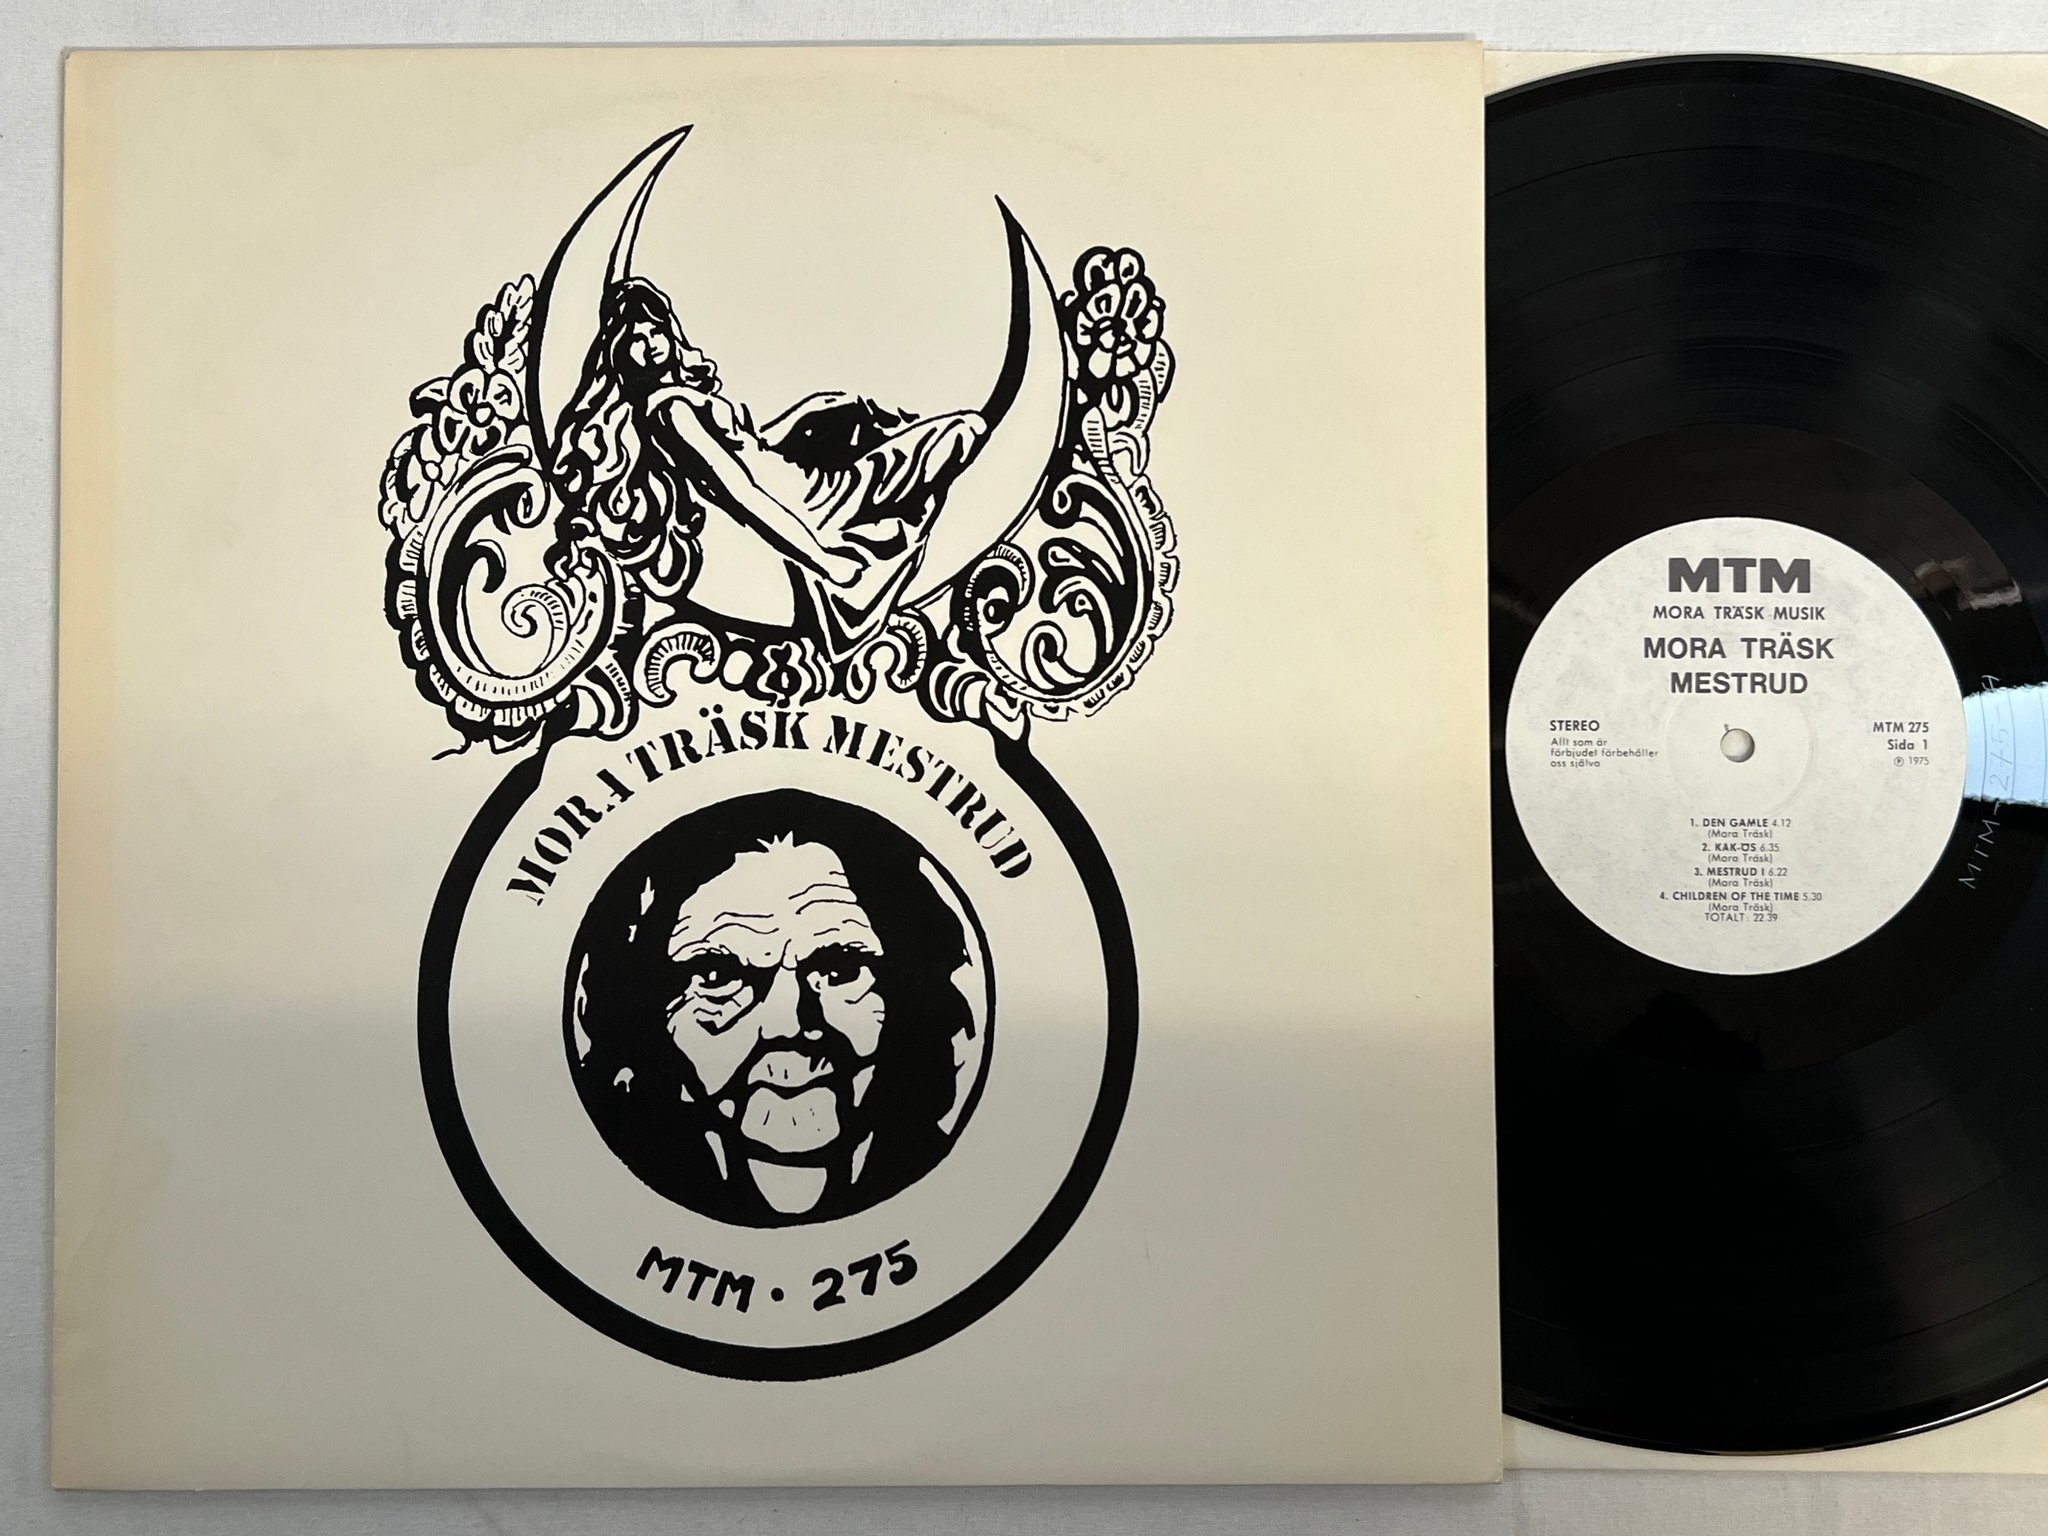 MORA TRÄSK MESTRUD
MTM • 275
MTM
MORA TRÄSK MUSIK
MORA TRÄSK
MESTRUD
STEREO
Allt som är
förbjudet förbehåller
oss själva
MTM 275
Sida 1
Ⓟ 1975
1. DEN GAMLE 4.12
(Mora Träsk)
2. KAK-ÖS 6.35
(Mora Träsk)
3. MESTRUD I 6.22
(Mora Träsk)
4. CHILDREN OF THE TIME 5.30
(Mora Träsk)
TOTALT: 22.39
MTM-275-A